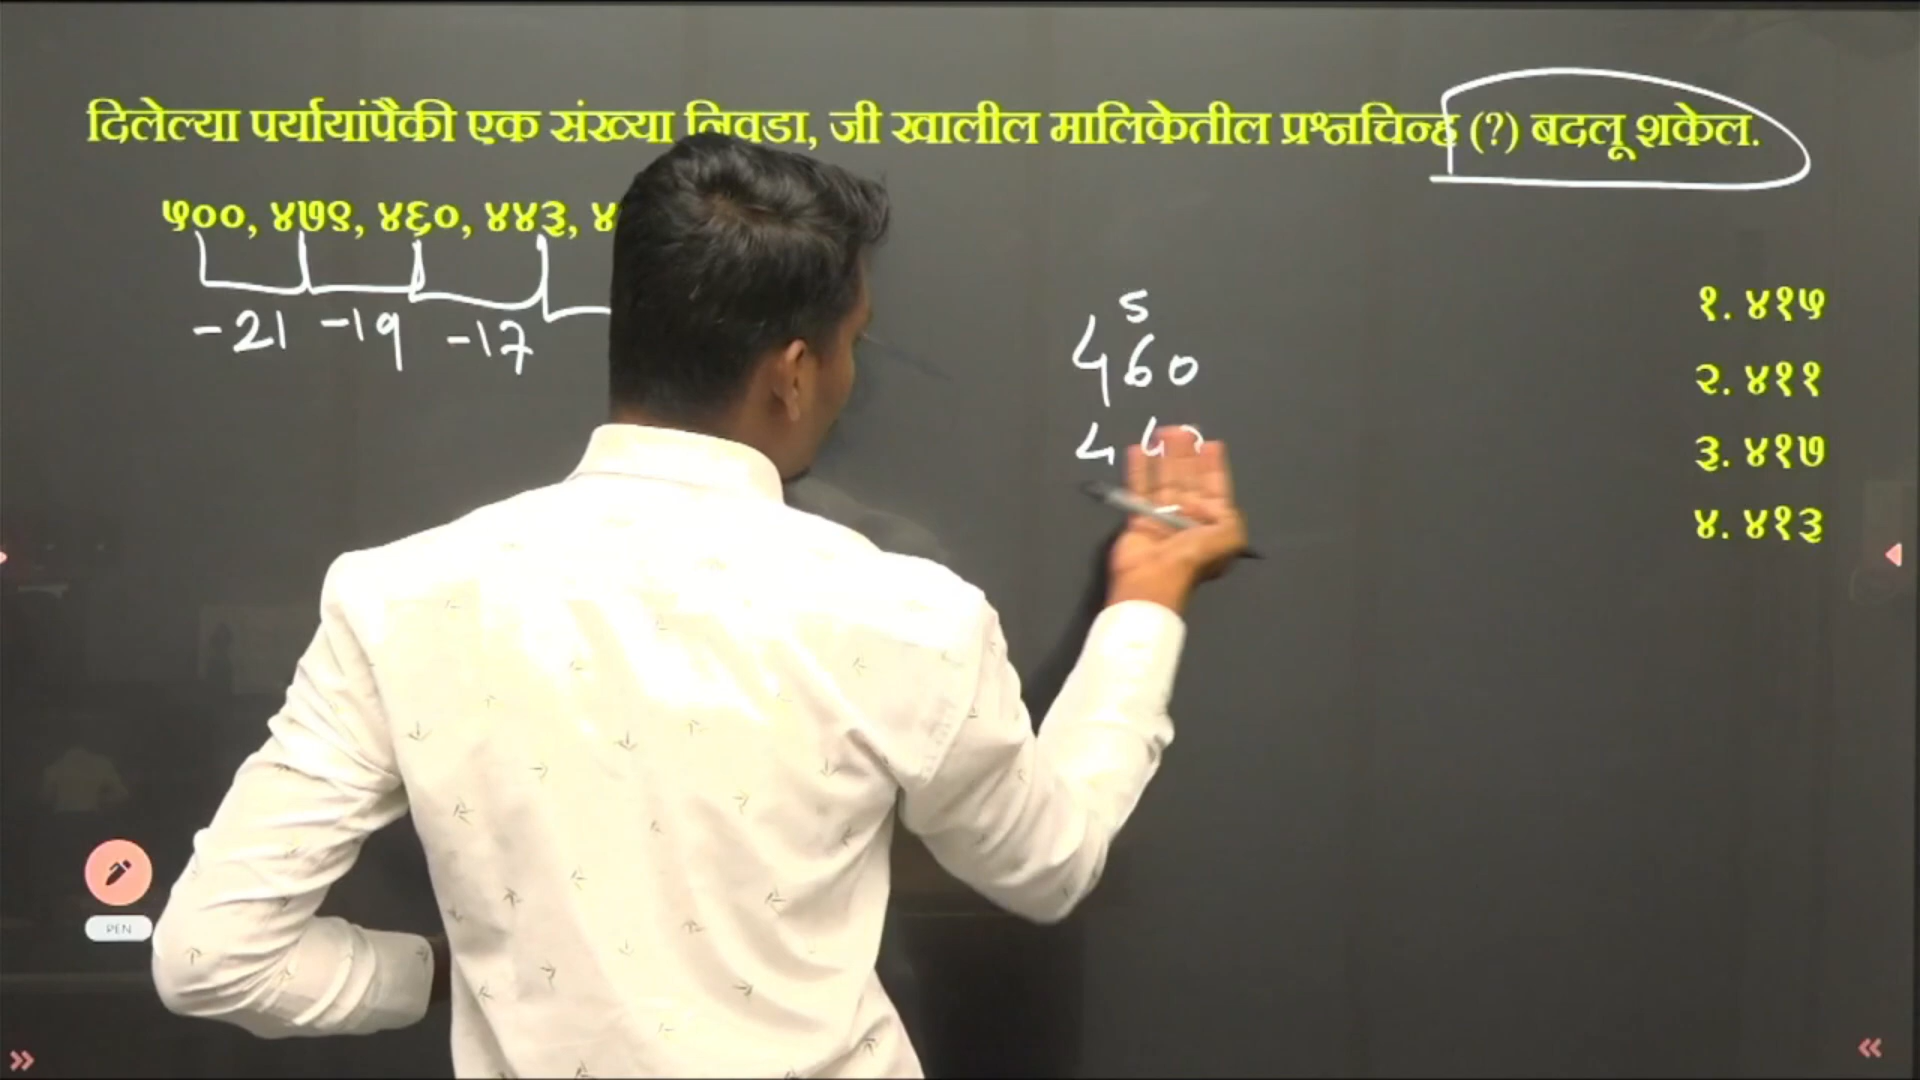 दिलेल्या पर्यायांपैकी एक संख्या निवडा, जी खालील मालिकेतील प्रश्नचिन्ह (?) बदलू शकेल.
५००, ४७९, ४६०, ४४३,
-21 -19 -17
5
460
44
१. ४१५
२. ४११
३. ४१७
४. ४१३
PEN